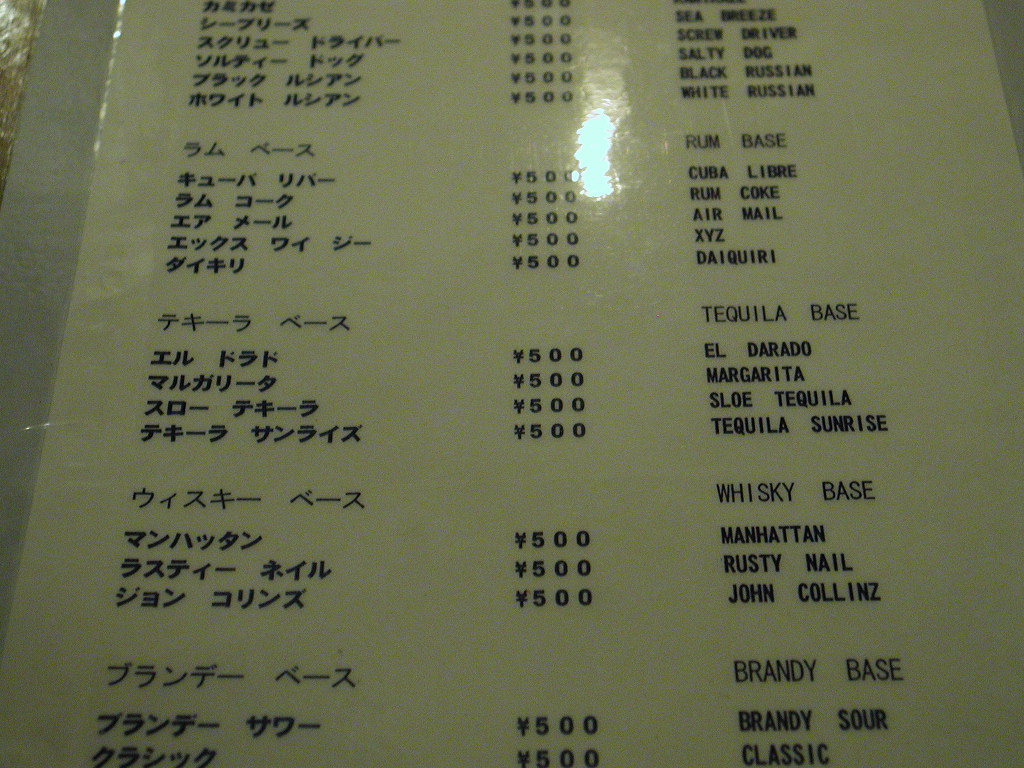 カミカゼ ￥５００
シーブリーズ ￥５００ SEA BREEZE
スクリュー ドライバー ￥５００ SCREW DRIVER
ソルティー ドッグ ￥５００ SALTY DOG
ブラック ルシアン ￥５００ BLACK RUSSIAN
ホワイト ルシアン ￥５００ WHITE RUSSIAN
ラム ベース RUM BASE
キューバ リバー ￥５００ CUBA LIBRE
ラム コーク ￥５００ RUM COKE
エア メール ￥５００ AIR MAIL
エックス ワイ ジー ￥５００ XYZ
ダイキリ ￥５００ DAIQUIRI
テキーラ ベース TEQUILA BASE
エル ドラド ￥５００ EL DARADO
マルガリータ ￥５００ MARGARITA
スロー テキーラ ￥５００ SLOE TEQUILA
テキーラ サンライズ ￥５００ TEQUILA SUNRISE
ウィスキー ベース WHISKY BASE
マンハッタン ￥５００ MANHATTAN
ラスティー ネイル ￥５００ RUSTY NAIL
ジョン コリンズ ￥５００ JOHN COLLINZ
ブランデー ベース BRANDY BASE
ブランデー サワー ￥５００ BRANDY SOUR
クラシック ￥５００ CLASSIC